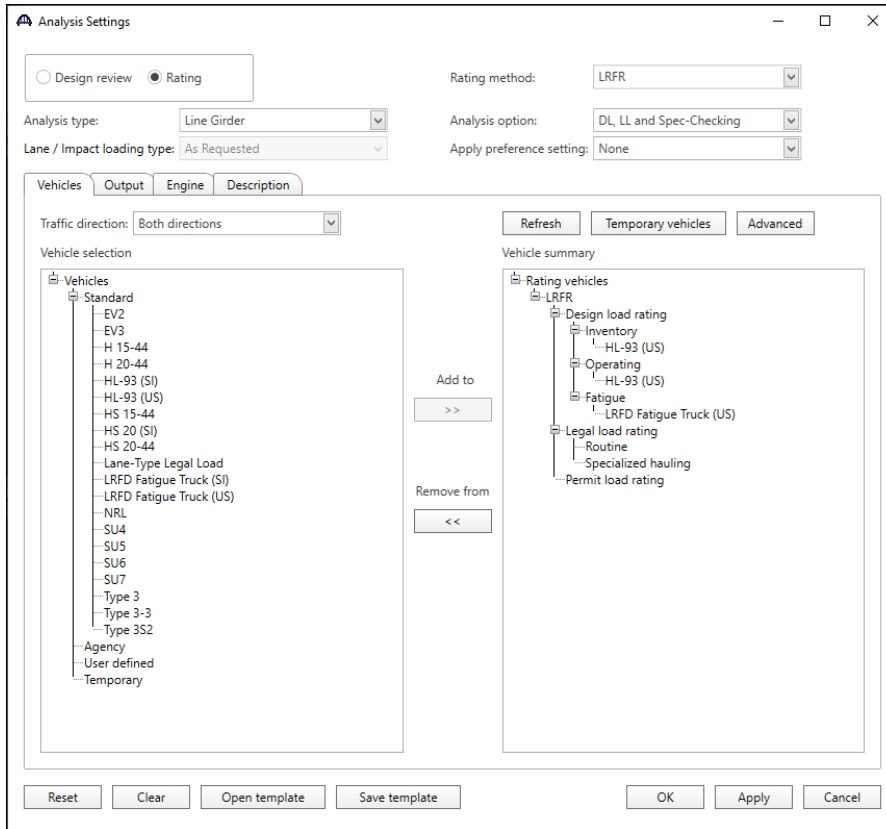 Analysis Settings
Design review Rating Rating method: LRFR
Analysis type: Line Girder Analysis option: DL, LL and Spec-Checking
Lane / Impact loading type: As Requested Apply preference setting: None
Vehicles Output Engine Description
Traffic direction: Both directions Refresh Temporary vehicles Advanced
Vehicle selection
Vehicles
Standard
EV2
EV3
H 15-44
H 20-44
HL-93 (SI)
HL-93 (US)
HS 15-44
HS 20 (SI)
HS 20-44
Lane-Type Legal Load
LRFD Fatigue Truck (SI)
LRFD Fatigue Truck (US)
NRL
SU4
SU5
SU6
SU7
Type 3
Type 3-3
Type 3S2
Agency
User defined
Temporary
Add to
>>
Remove from
<<
Vehicle summary
Rating vehicles
LRFR
Design load rating
Inventory
HL-93 (US)
Operating
HL-93 (US)
Fatigue
LRFD Fatigue Truck (US)
Legal load rating
Routine
Specialized hauling
Permit load rating
Reset Clear Open template Save template OK Apply Cancel